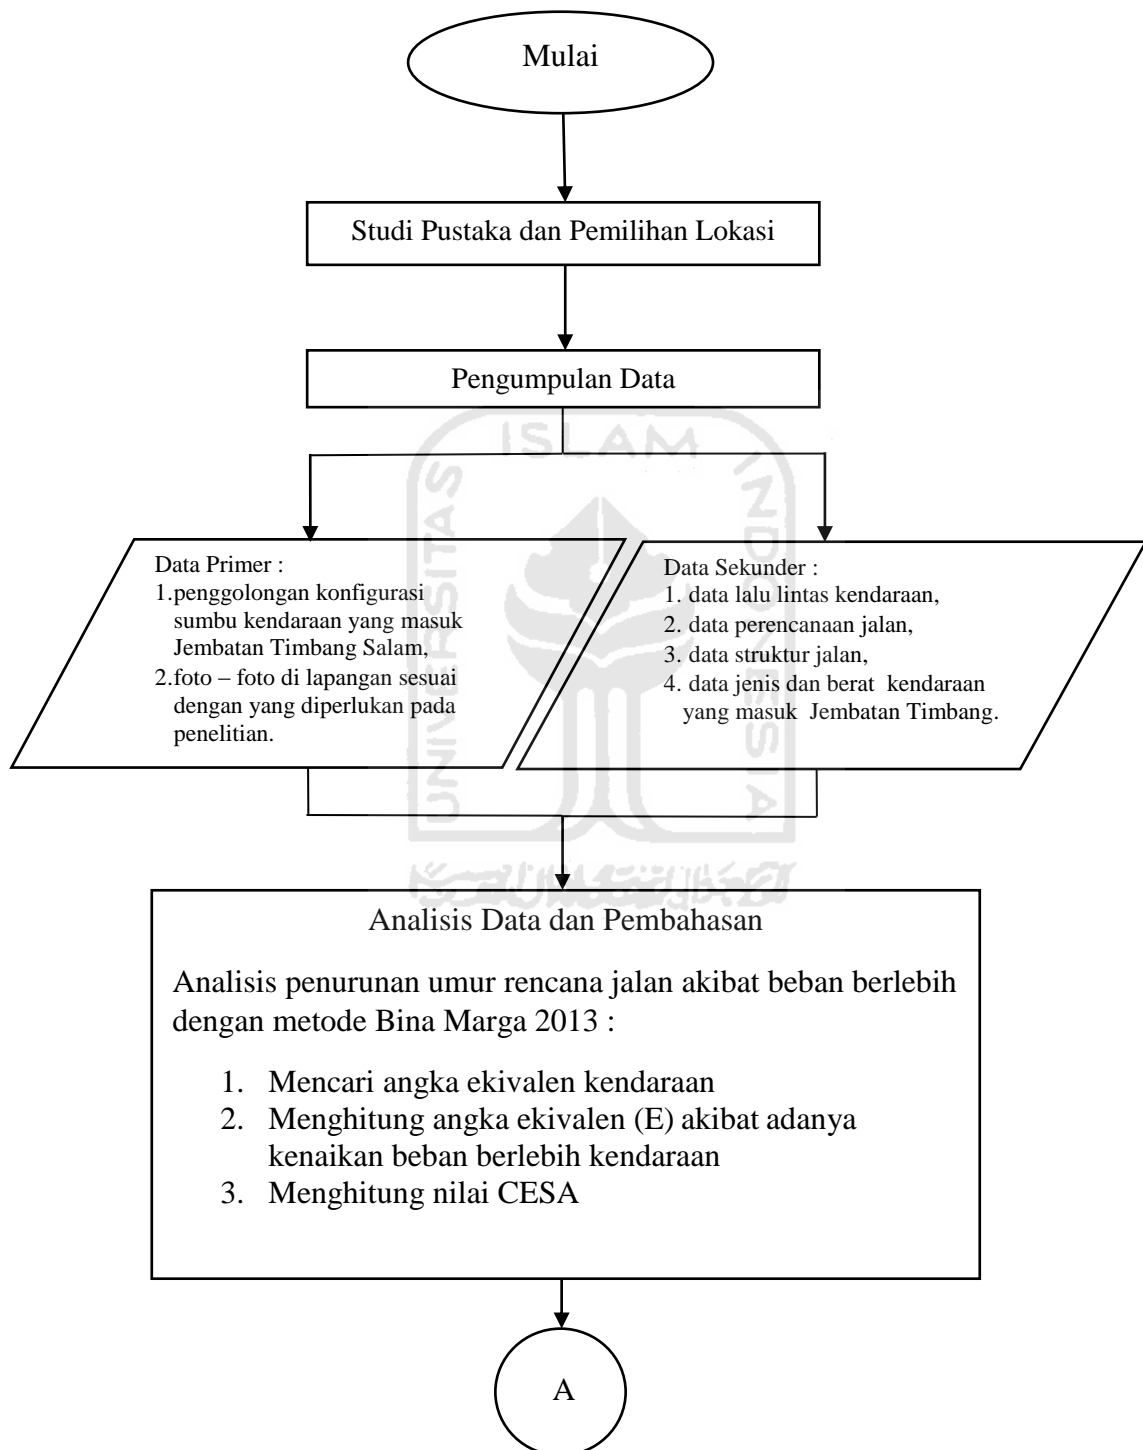 Mulai
Studi Pustaka dan Pemilihan Lokasi
Pengumpulan Data
ISLAM
UNIVERSITAS
INDONESIA
Data Primer :
1.penggolongan konfigurasi
sumbu kendaraan yang masuk
Jembatan Timbang Salam,
2.foto – foto di lapangan sesuai
dengan yang diperlukan pada
penelitian.
Data Sekunder :
1. data lalu lintas kendaraan,
2. data perencanaan jalan,
3. data struktur jalan,
4. data jenis dan berat kendaraan
yang masuk Jembatan Timbang.
Analisis Data dan Pembahasan
Analisis penurunan umur rencana jalan akibat beban berlebih
dengan metode Bina Marga 2013 :
1. Mencari angka ekivalen kendaraan
2. Menghitung angka ekivalen (E) akibat adanya
kenaikan beban berlebih kendaraan
3. Menghitung nilai CESA
A